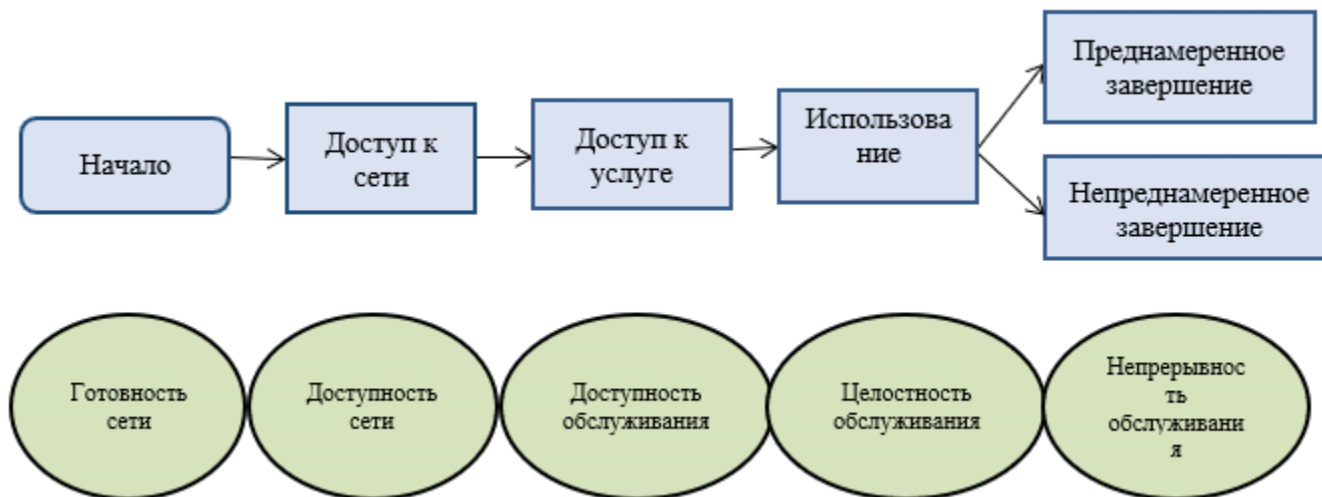 Начало
Доступ к
сети
Доступ к
услуге
Использова
ние
Преднамеренное
завершение
Непреднамеренное
завершение
Готовность
сети
Доступность
сети
Доступность
обслуживания
Целостность
обслуживания
Непрерывнос
ть
обслуживани
я